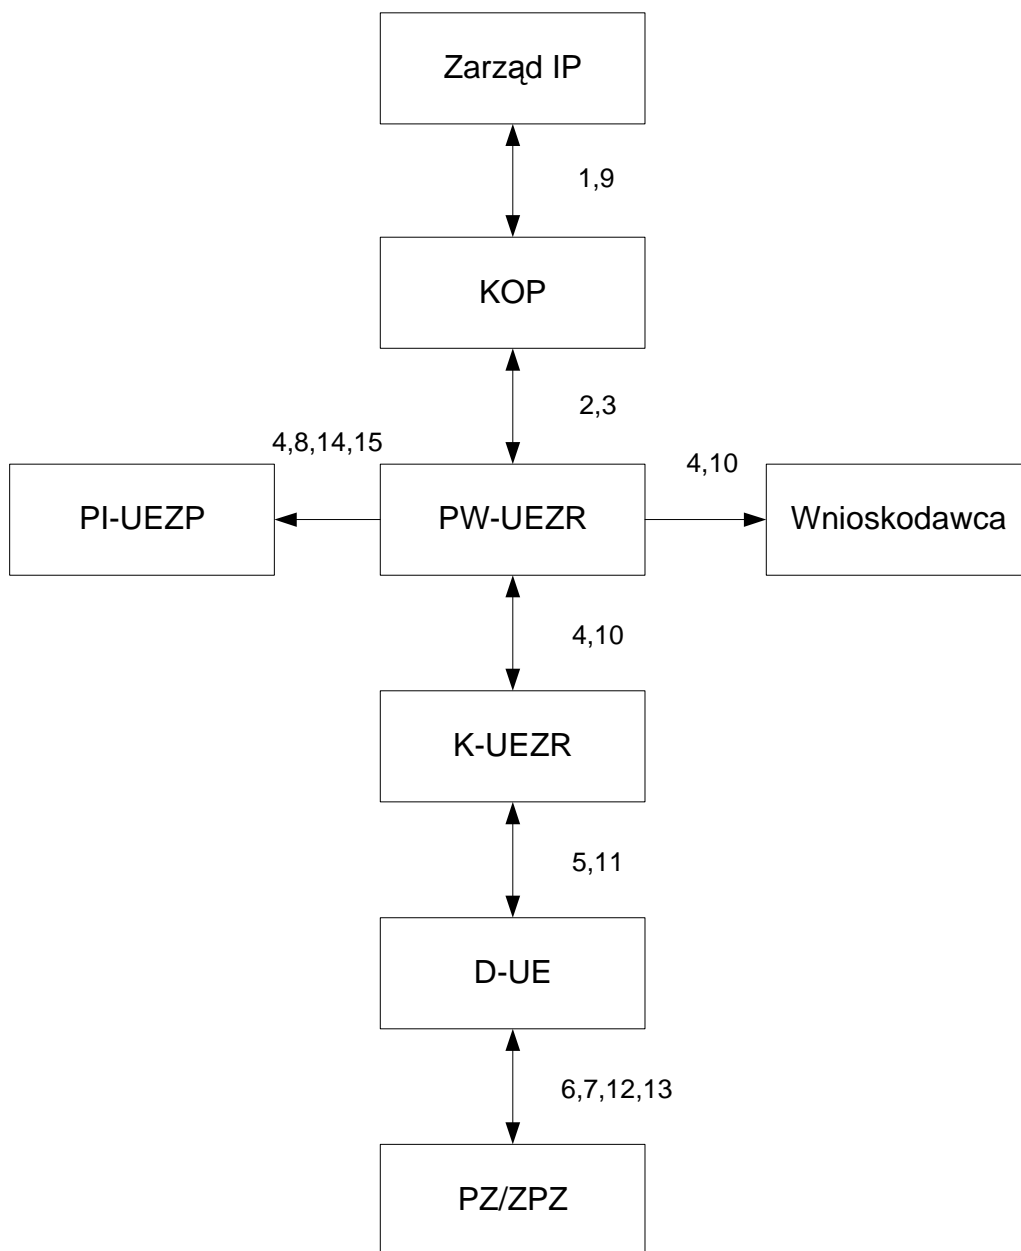 Zarząd IP
1,9
KOP
2,3
4,8,14,15
4,10
PI-UEZP
PW-UEZR
Wnioskodawca
4,10
K-UEZR
5,11
D-UE
6,7,12,13
PZ/ZPZ